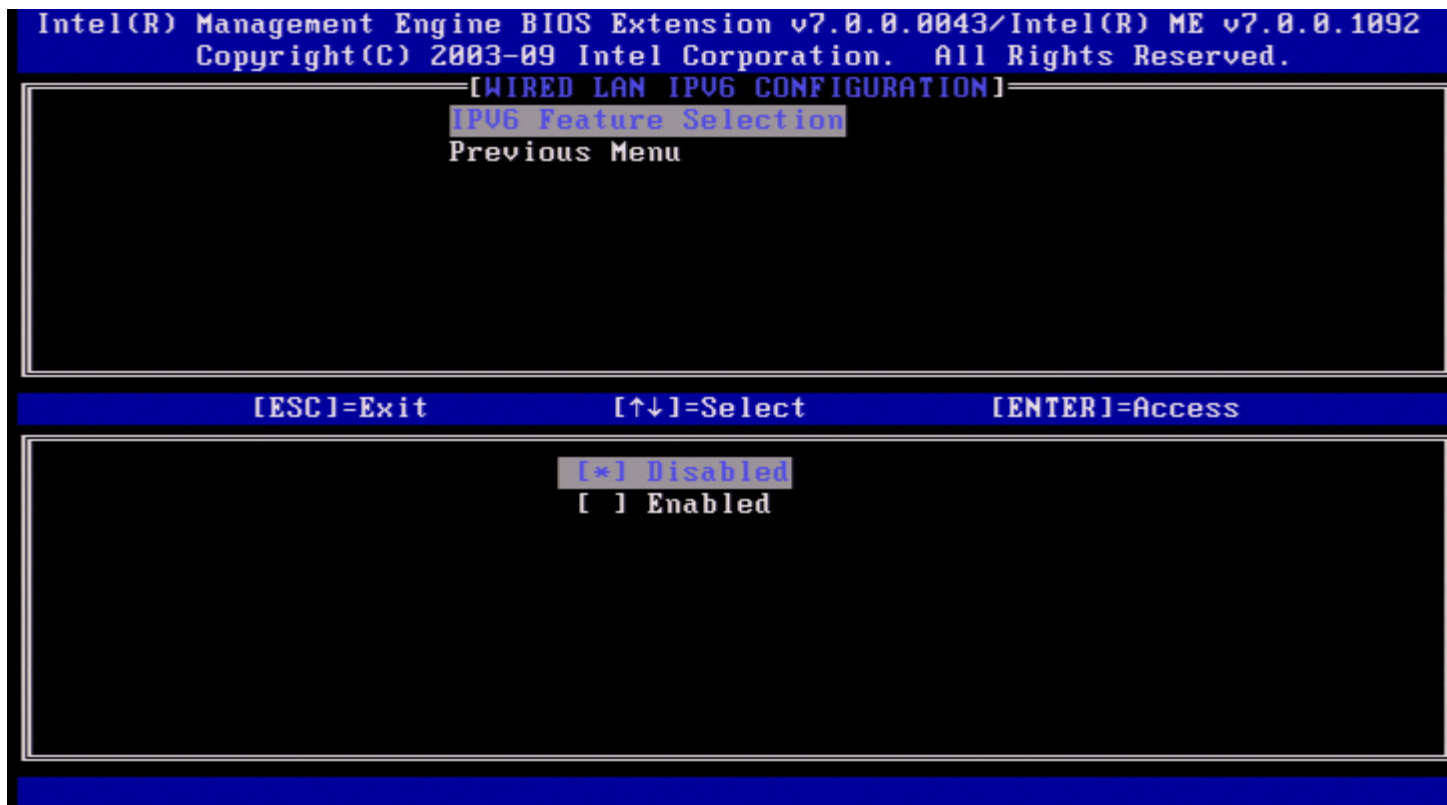 Intel(R) Management Engine BIOS Extension v7.0.0.0043/Intel(R) ME v7.0.0.1092
Copyright(C) 2003-09 Intel Corporation. All Rights Reserved.
[WIRED LAN IPV6 CONFIGURATION]
IPV6 Feature Selection
Previous Menu
[ESC]=Exit [↑↓]=Select [ENTER]=Access
[*] Disabled
[ ] Enabled